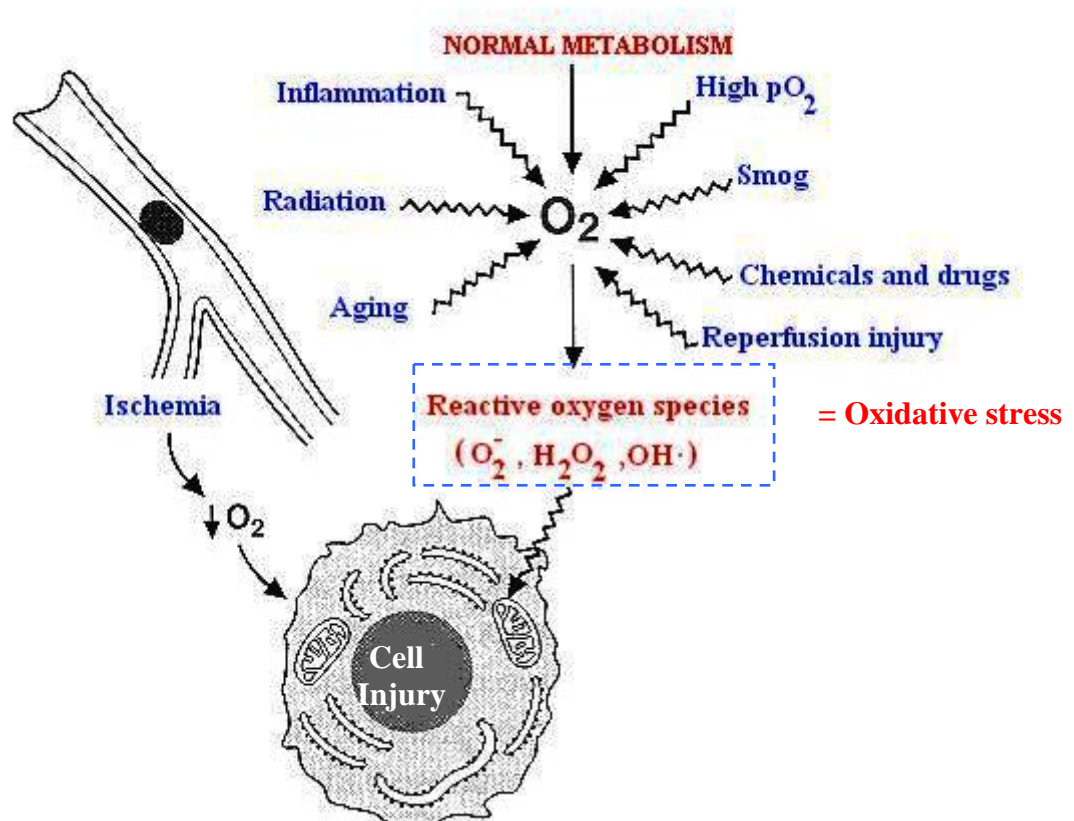 NORMAL METABOLISM
Inflammation
High pO₂
Radiation
O₂
Smog
Aging
Chemicals and drugs
Reperfusion injury
Ischemia
Reactive oxygen species
= Oxidative stress
(O₂⁻, H₂O₂, OH·)
↓ O₂
Cell
Injury